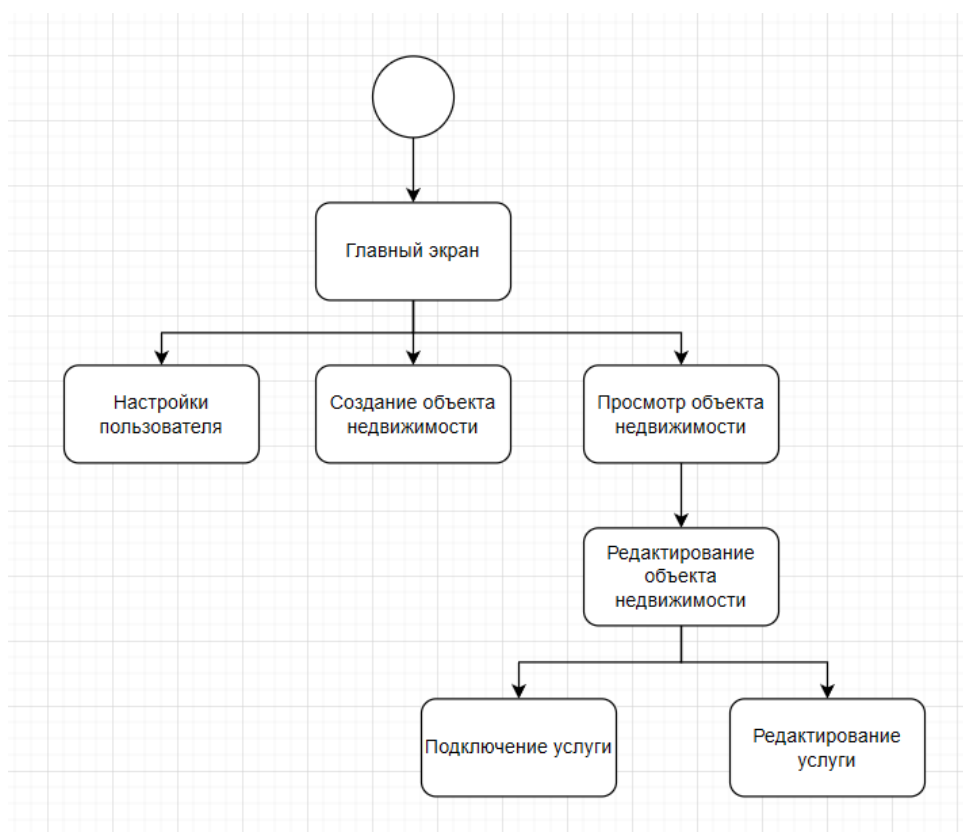 Главный экран
Настройки
пользователя
Создание объекта
недвижимости
Просмотр объекта
недвижимости
Редактирование
объекта
недвижимости
Подключение услуги
Редактирование
услуги